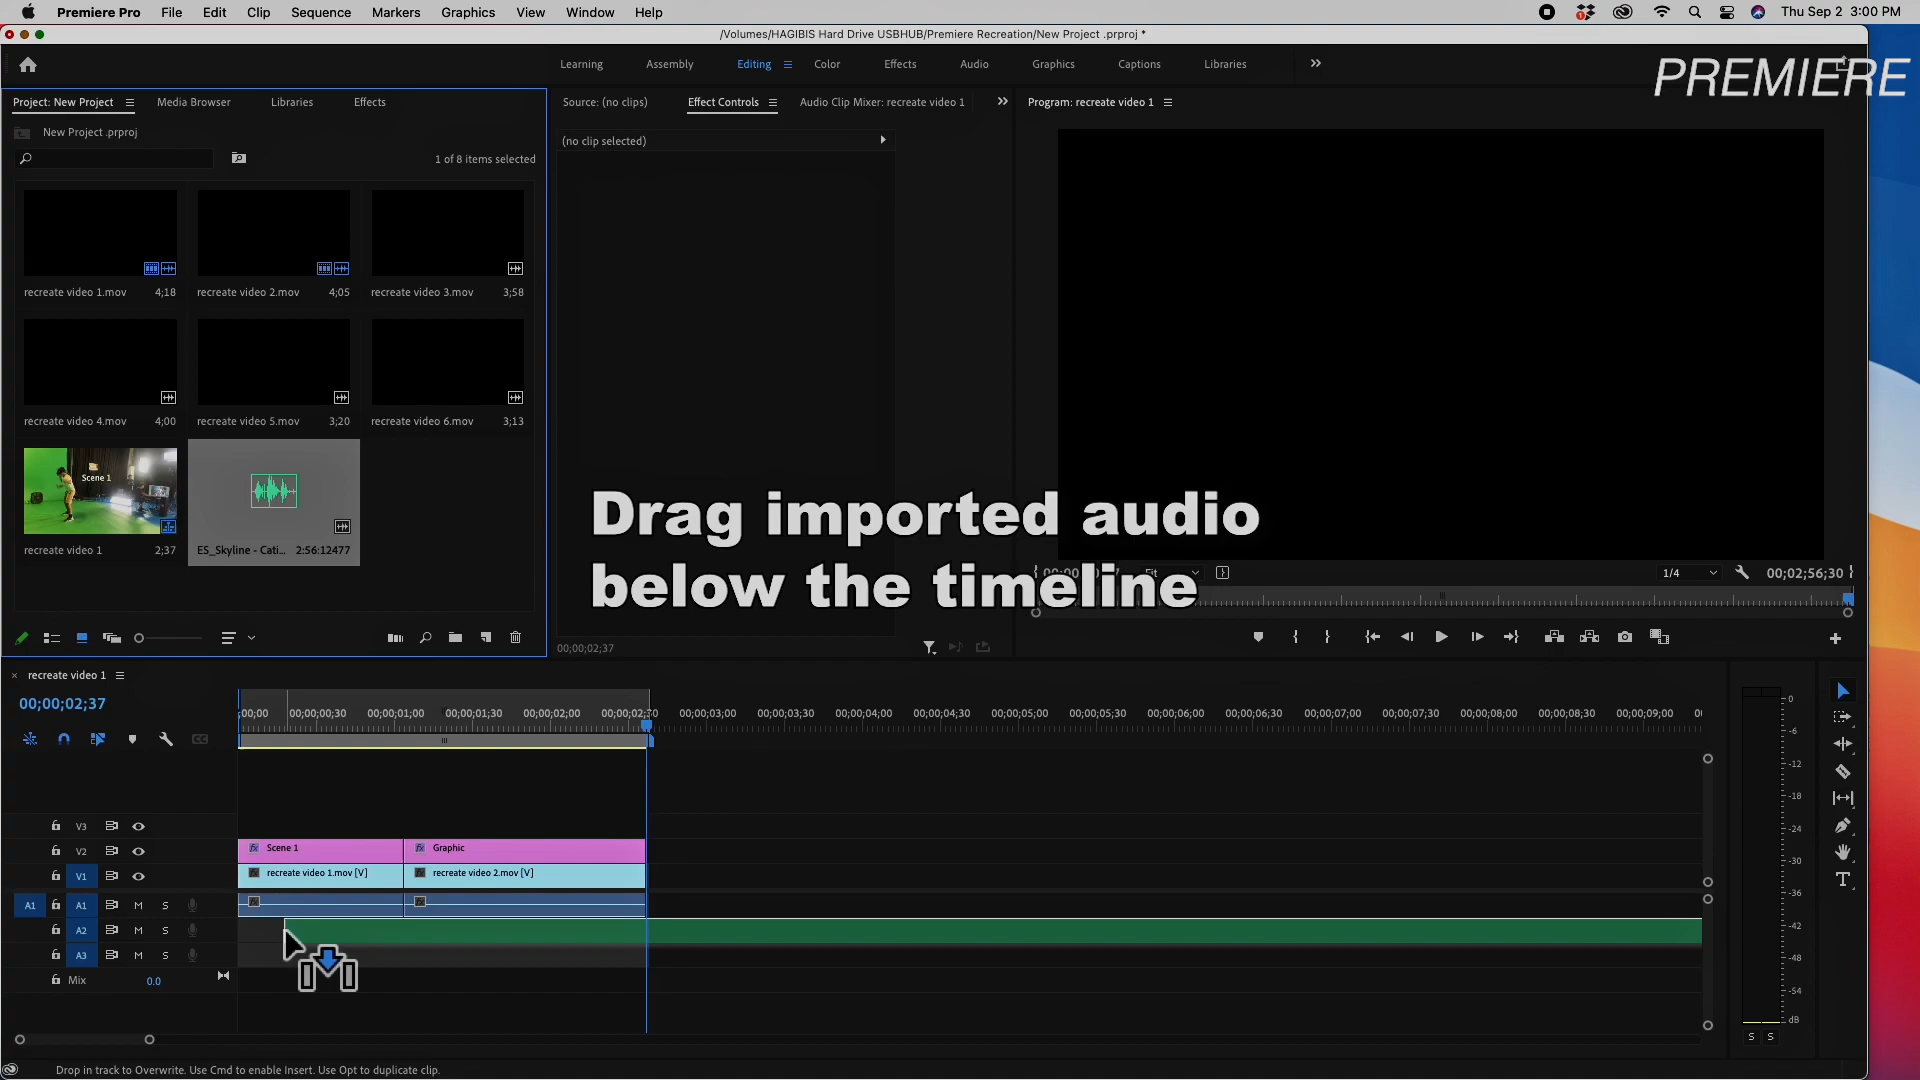 Premiere Pro File Edit Clip Sequence Markers Graphics View Window Help Thu Sep 2 3:00 PM
/Volumes/HAGIBIS Hard Drive USBHUB/Premiere Recreation/New Project .prproj *
Learning Assembly Editing Color Effects Audio Graphics Captions Libraries
PREMIERE
Project: New Project Media Browser Libraries Effects
Source: (no clips) Effect Controls Audio Clip Mixer: recreate video 1
Program: recreate video 1
New Project .prproj
(no clip selected)
1 of 8 items selected
recreate video 1.mov 4;18
recreate video 2.mov 4;05
recreate video 3.mov 3;58
recreate video 4.mov 4;00
recreate video 5.mov 3;20
recreate video 6.mov 3;13
Scene 1
recreate video 1 2;37
ES_Skyline - Cati... 2:56:12477
Drag imported audio
below the timeline
Fit
1/4 00;02;56;30
00;00;02;37
recreate video 1
00;00;02;37
;00;00 00;00;00;30 00;00;01;00 00;00;01;30 00;00;02;00 00;00;03;00 00;00;03;30 00;00;04;00 00;00;04;30 00;00;05;00 00;00;05;30 00;00;06;00 00;00;06;30 00;00;07;00 00;00;07;30 00;00;08;00 00;00;08;30 00;00;09;00
V3
V2 Scene 1 Graphic
V1 recreate video 1.mov [V] recreate video 2.mov [V]
A1 A1 M S
A2 M S
A3 M S
Mix 0.0
-0
-6
-12
-18
-24
-30
-36
-42
-48
-54
dB
S S
Drop in track to Overwrite. Use Cmd to enable Insert. Use Opt to duplicate clip.